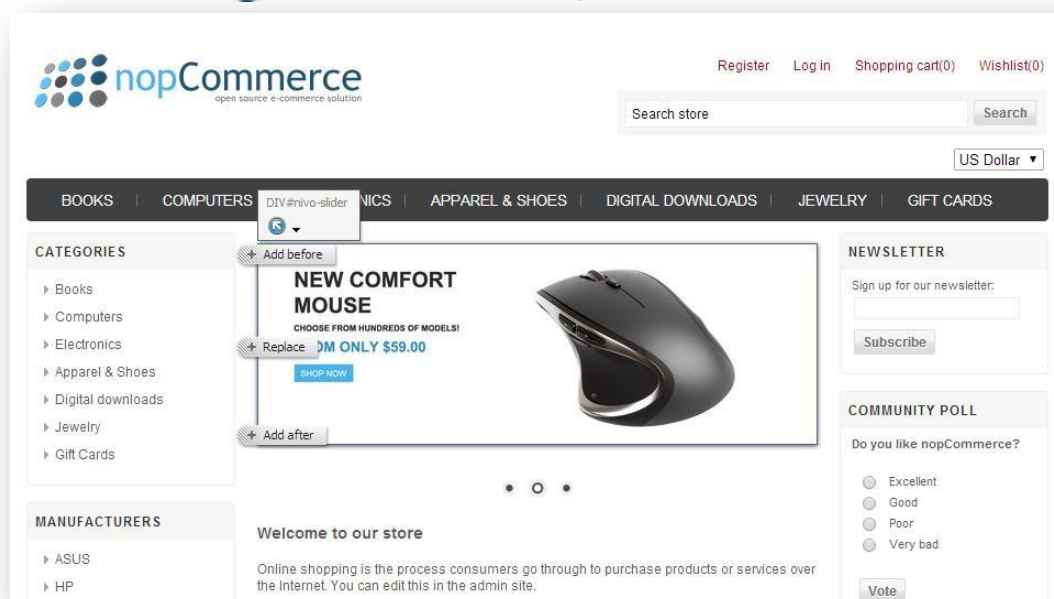 nopCommerce
open source e-commerce solution
Register Log in Shopping cart(0) Wishlist(0)
Search store Search
US Dollar
BOOKS COMPUTERS NICS APPAREL & SHOES DIGITAL DOWNLOADS JEWELRY GIFT CARDS
DIV#nivo-slider
CATEGORIES
Books
Computers
Electronics
Apparel & Shoes
Digital downloads
Jewelry
Gift Cards
MANUFACTURERS
ASUS
HP
+ Add before
NEW COMFORT
MOUSE
CHOOSE FROM HUNDREDS OF MODELS!
+ Replace OM ONLY $59.00
SHOP NOW
+ Add after
Welcome to our store
Online shopping is the process consumers go through to purchase products or services over
the Internet. You can edit this in the admin site.
NEWSLETTER
Sign up for our newsletter:
Subscribe
COMMUNITY POLL
Do you like nopCommerce?
Excellent
Good
Poor
Very bad
Vote